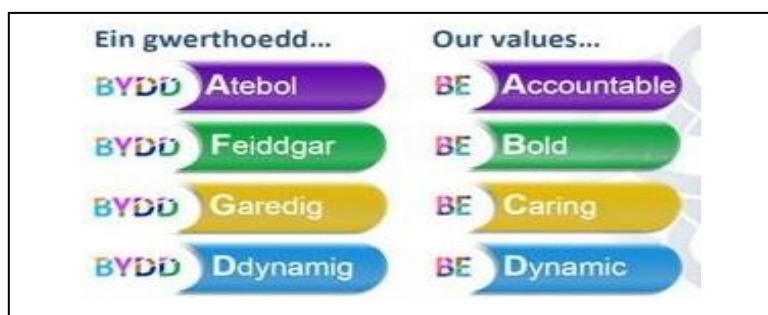 Ein gwerthoedd...
BYDD Atebol
BYDD Feiddgar
BYDD Garedig
BYDD Ddynamig
Our values...
BE Accountable
BE Bold
BE Caring
BE Dynamic